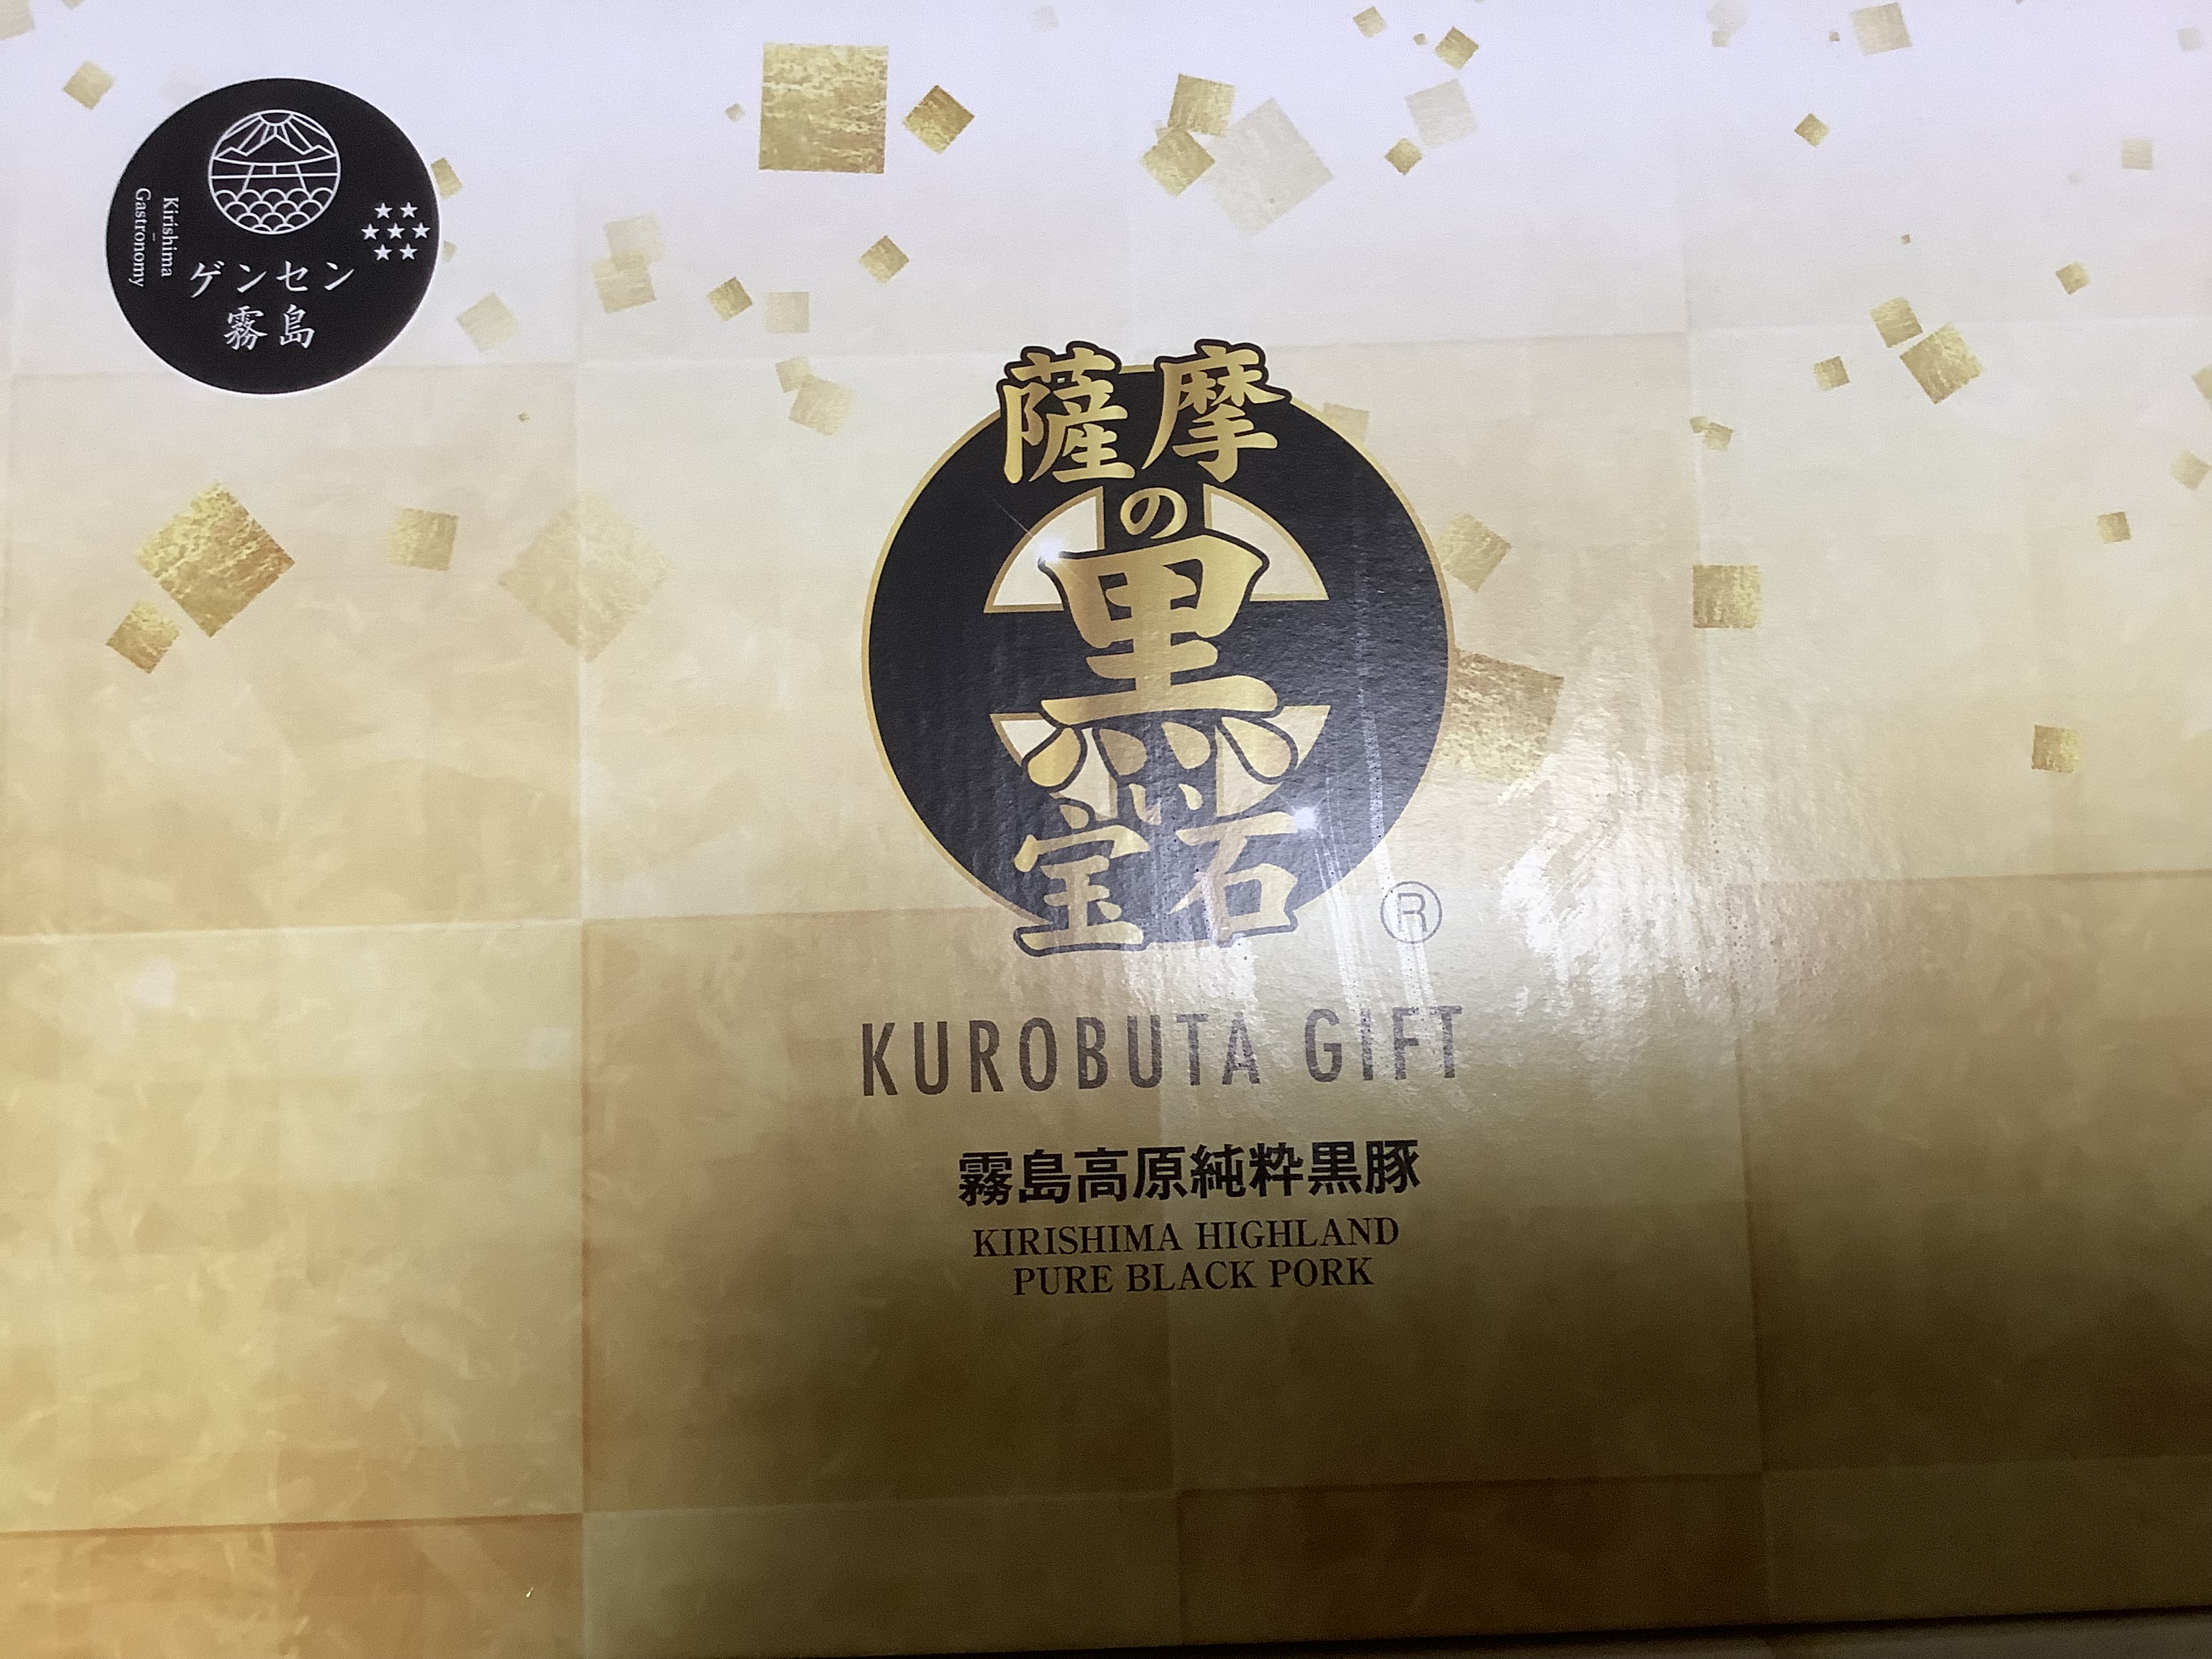 Kirishima
Gastronomy
ゲンセン
霧島
薩摩
の
黒い
宝石
®
KUROBUTA GIFT
霧島高原純粋黒豚
KIRISHIMA HIGHLAND
PURE BLACK PORK